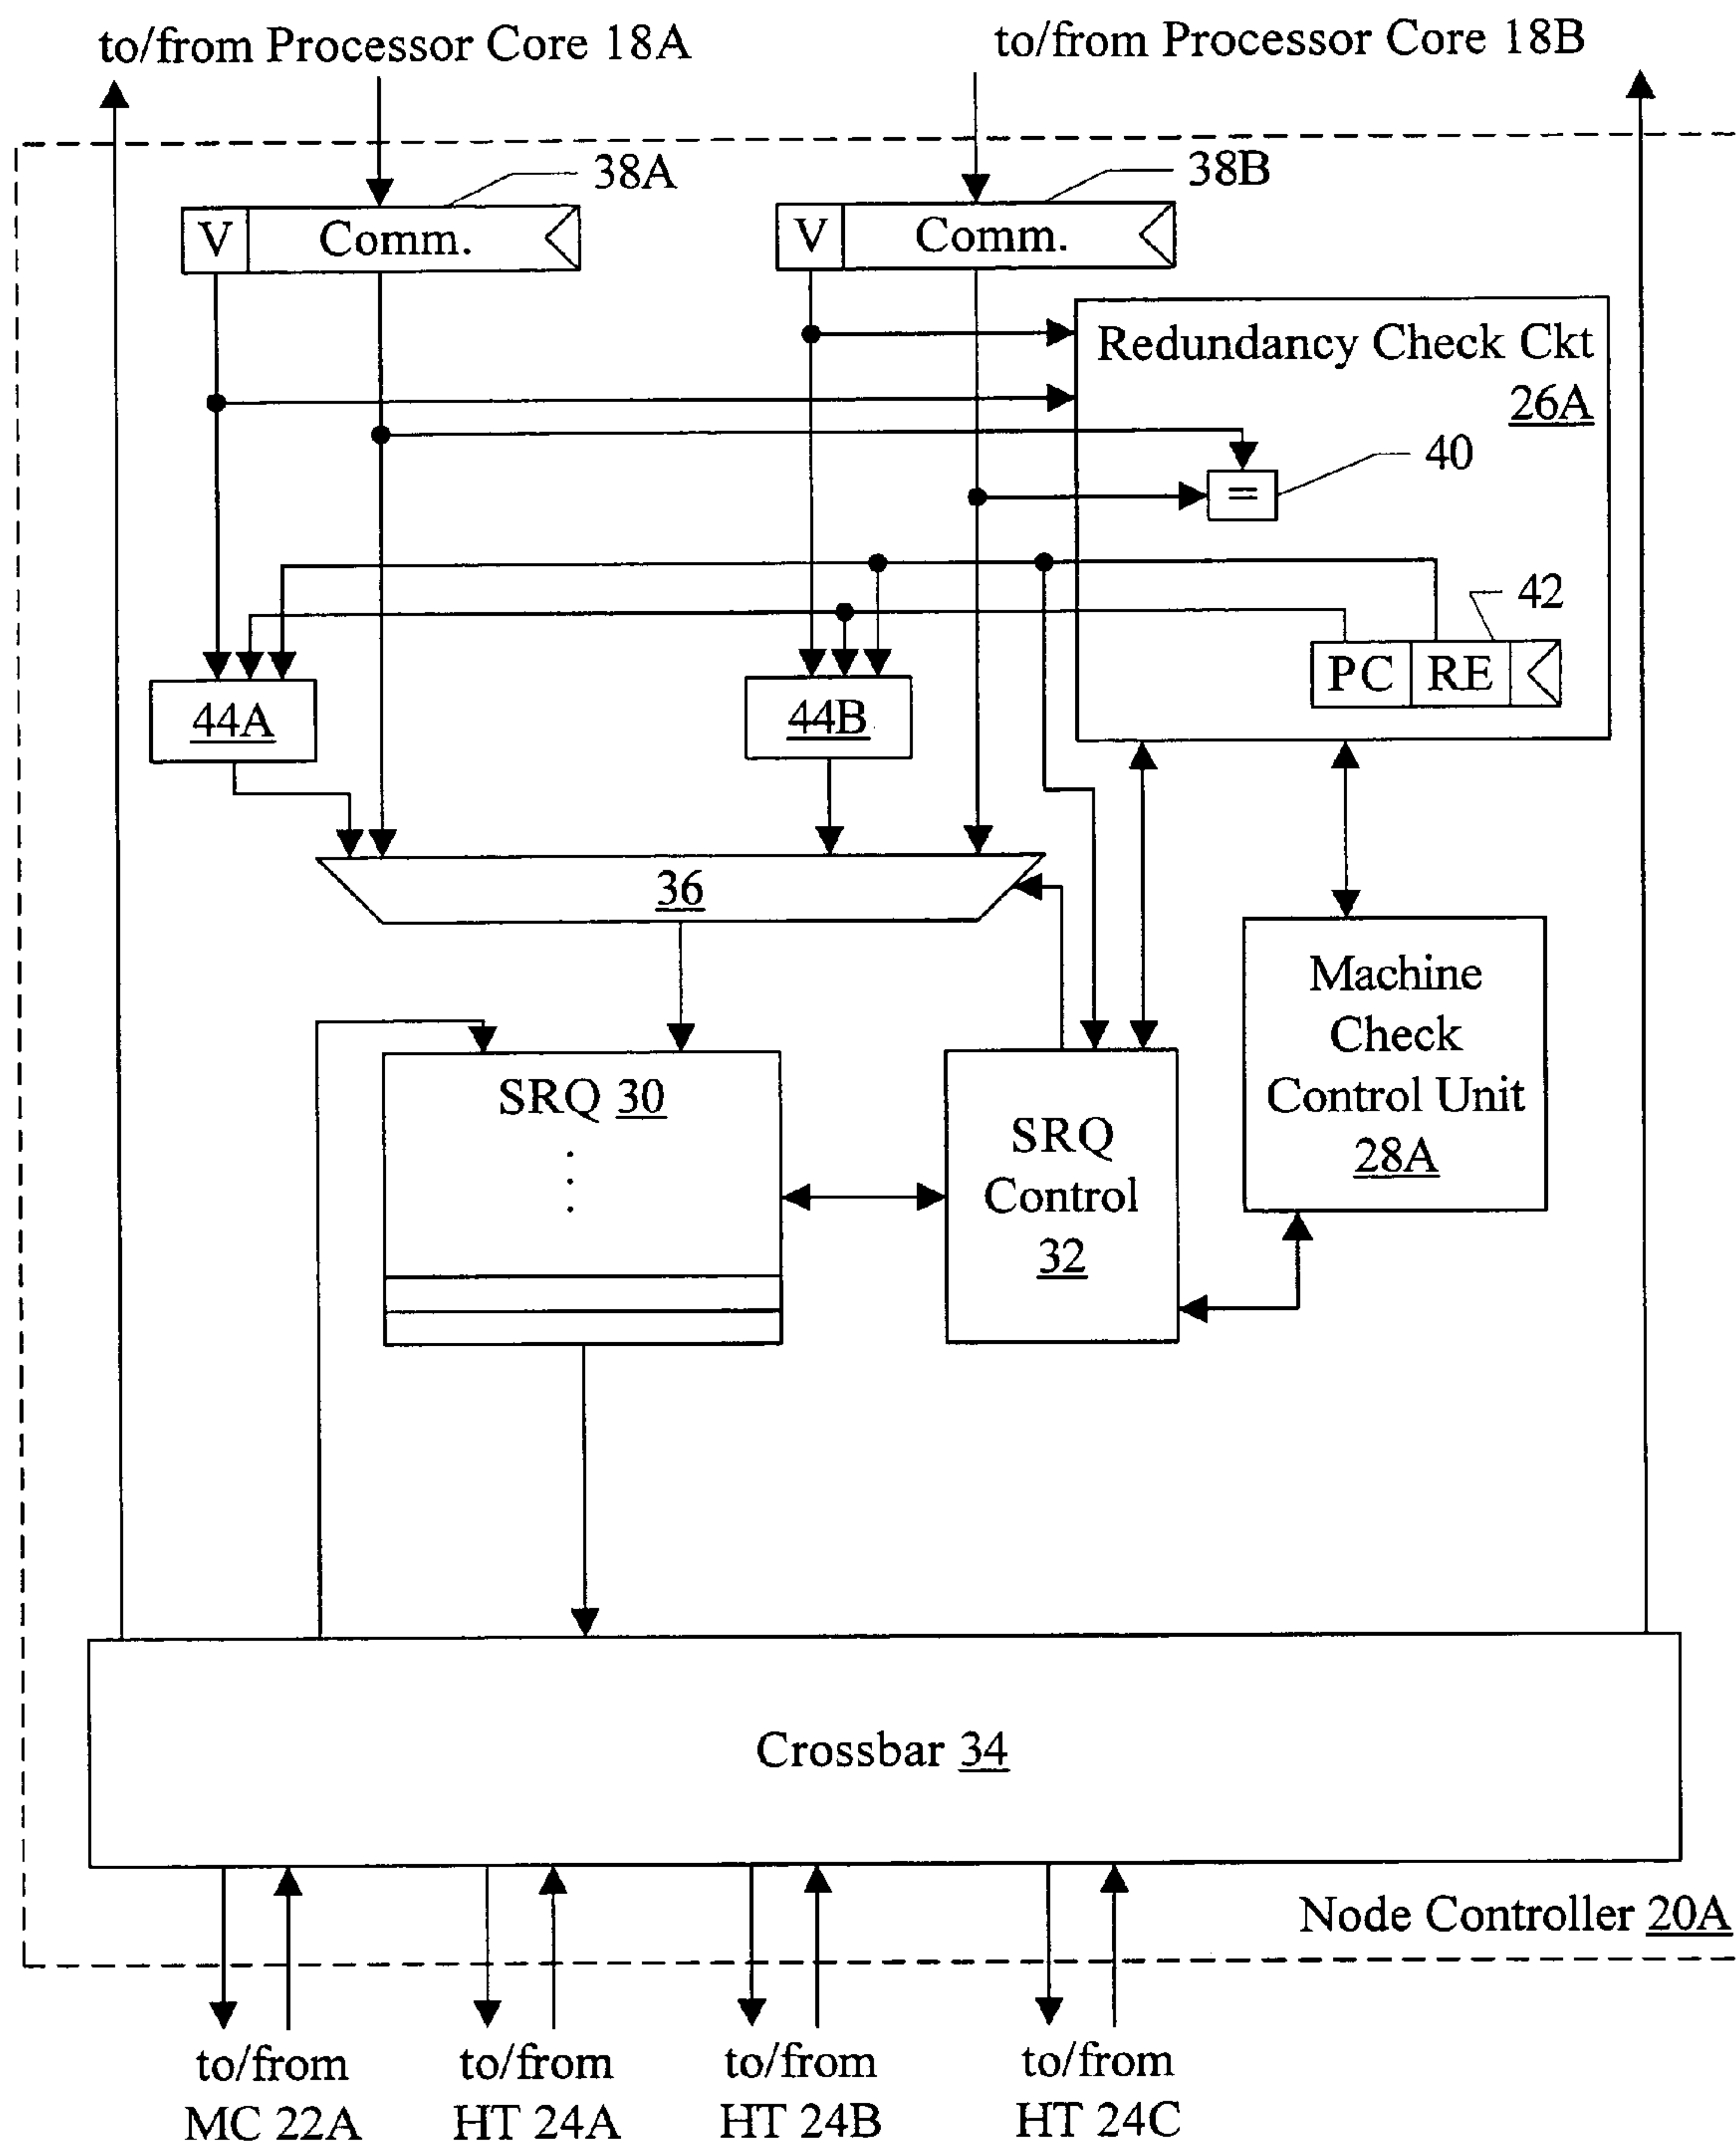 to/from Processor Core 18A
to/from Processor Core 18B
38A
38B
V
Comm.
V
Comm.
Redundancy Check Ckt
26A
40
=
42
PC
RE
44A
44B
36
Machine
Check
Control Unit
28A
SRQ 30
SRQ
Control
32
Crossbar 34
Node Controller 20A
to/from
MC 22A
to/from
HT 24A
to/from
HT 24B
to/from
HT 24C